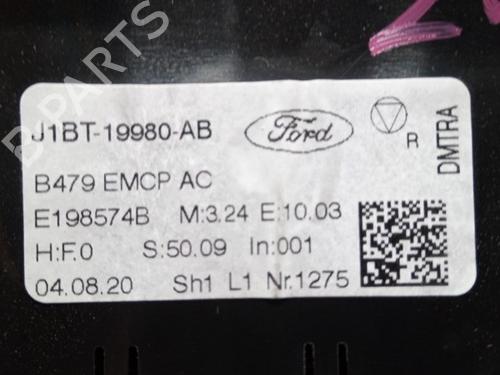 J1BT-19980-AB
Ford
R
DMTRA
B479 EMCP AC
E198574B M:3.24 E:10.03
H:F.0 S:50.09 In:001
04.08.20 Sh1 L1 Nr.1275
B-PARTS